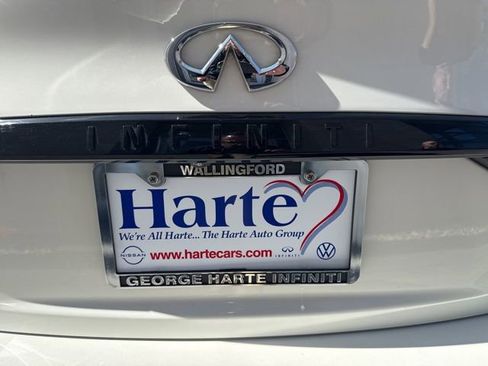 INFINITI
WALLINGFORD
Harte
We're All Harte... The Harte Auto Group
NISSAN www.hartecars.com INFINITI
GEORGE HARTE INFINITI